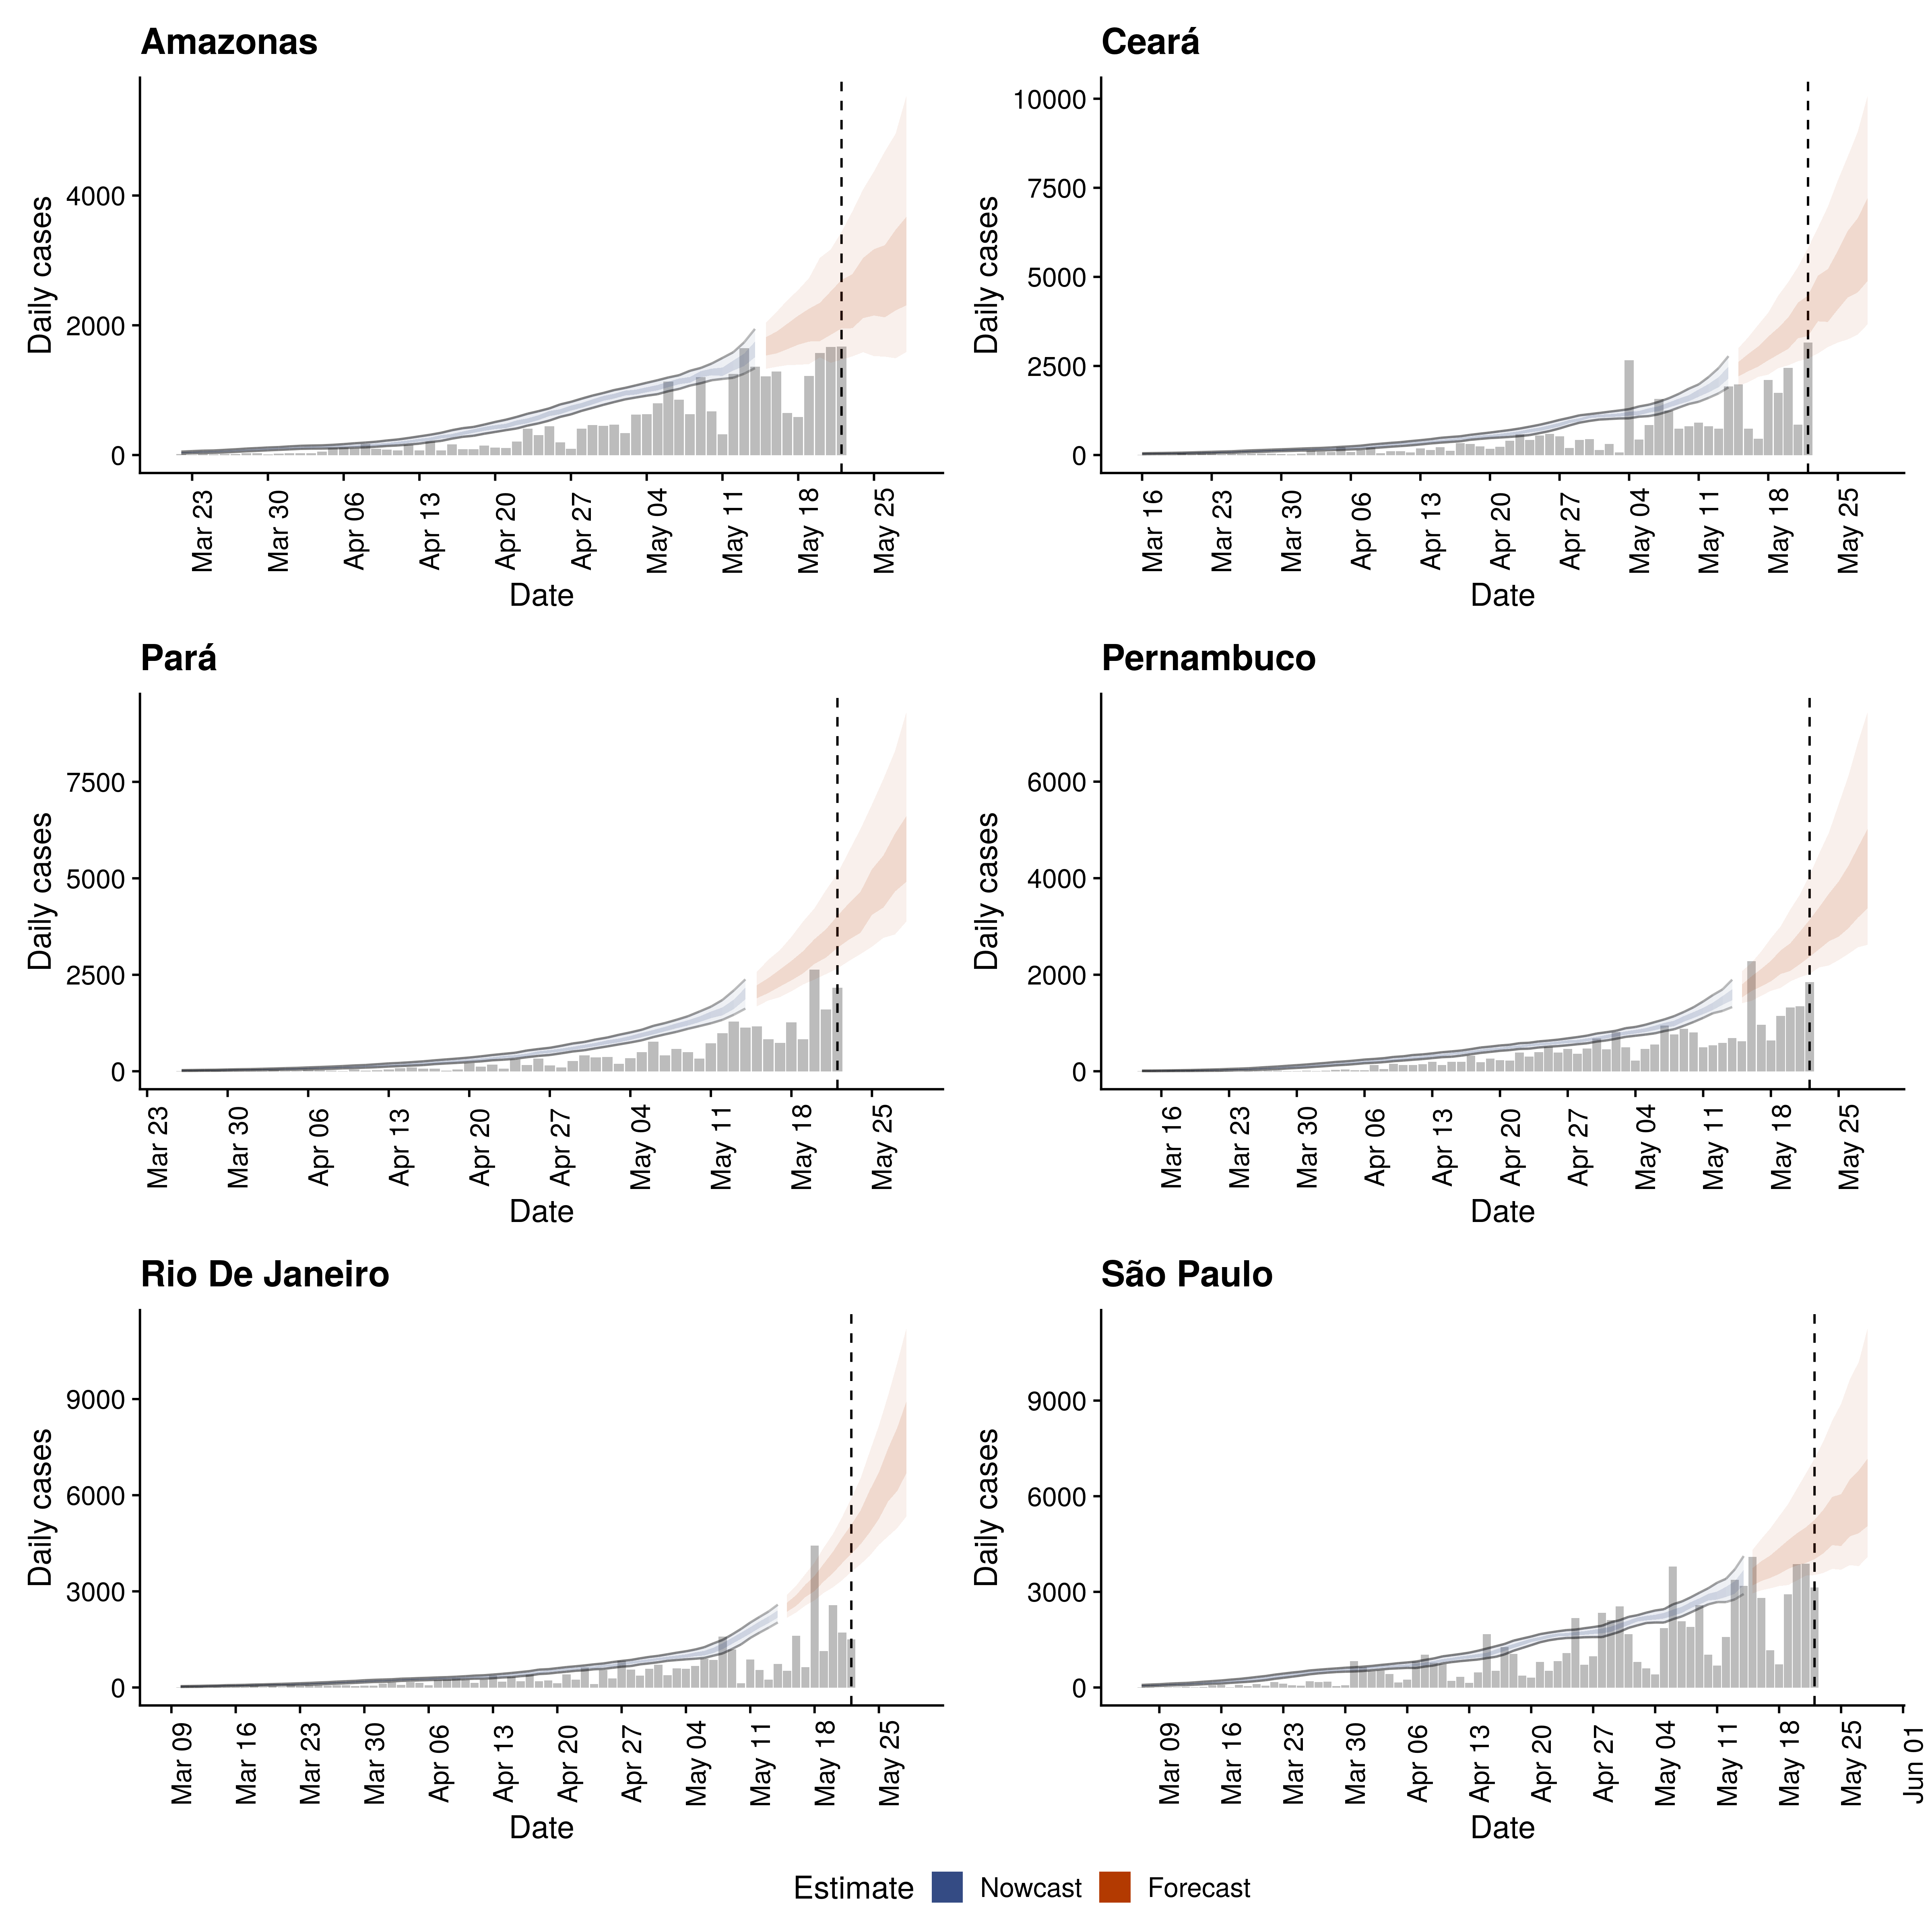 Amazonas
Daily cases
4000
2000
0
Mar 23
Mar 30
Apr 06
Apr 13
Apr 20
Apr 27
May 04
May 11
May 18
May 25
Date
Ceará
Daily cases
10000
7500
5000
2500
0
Mar 16
Mar 23
Mar 30
Apr 06
Apr 13
Apr 20
Apr 27
May 04
May 11
May 18
May 25
Date
Pará
Daily cases
7500
5000
2500
0
Mar 23
Mar 30
Apr 06
Apr 13
Apr 20
Apr 27
May 04
May 11
May 18
May 25
Date
Pernambuco
Daily cases
6000
4000
2000
0
Mar 16
Mar 23
Mar 30
Apr 06
Apr 13
Apr 20
Apr 27
May 04
May 11
May 18
May 25
Date
Rio De Janeiro
Daily cases
9000
6000
3000
0
Mar 09
Mar 16
Mar 23
Mar 30
Apr 06
Apr 13
Apr 20
Apr 27
May 04
May 11
May 18
May 25
Date
São Paulo
Daily cases
9000
6000
3000
0
Mar 09
Mar 16
Mar 23
Mar 30
Apr 06
Apr 13
Apr 20
Apr 27
May 04
May 11
May 18
May 25
Jun 01
Date
Estimate Nowcast Forecast